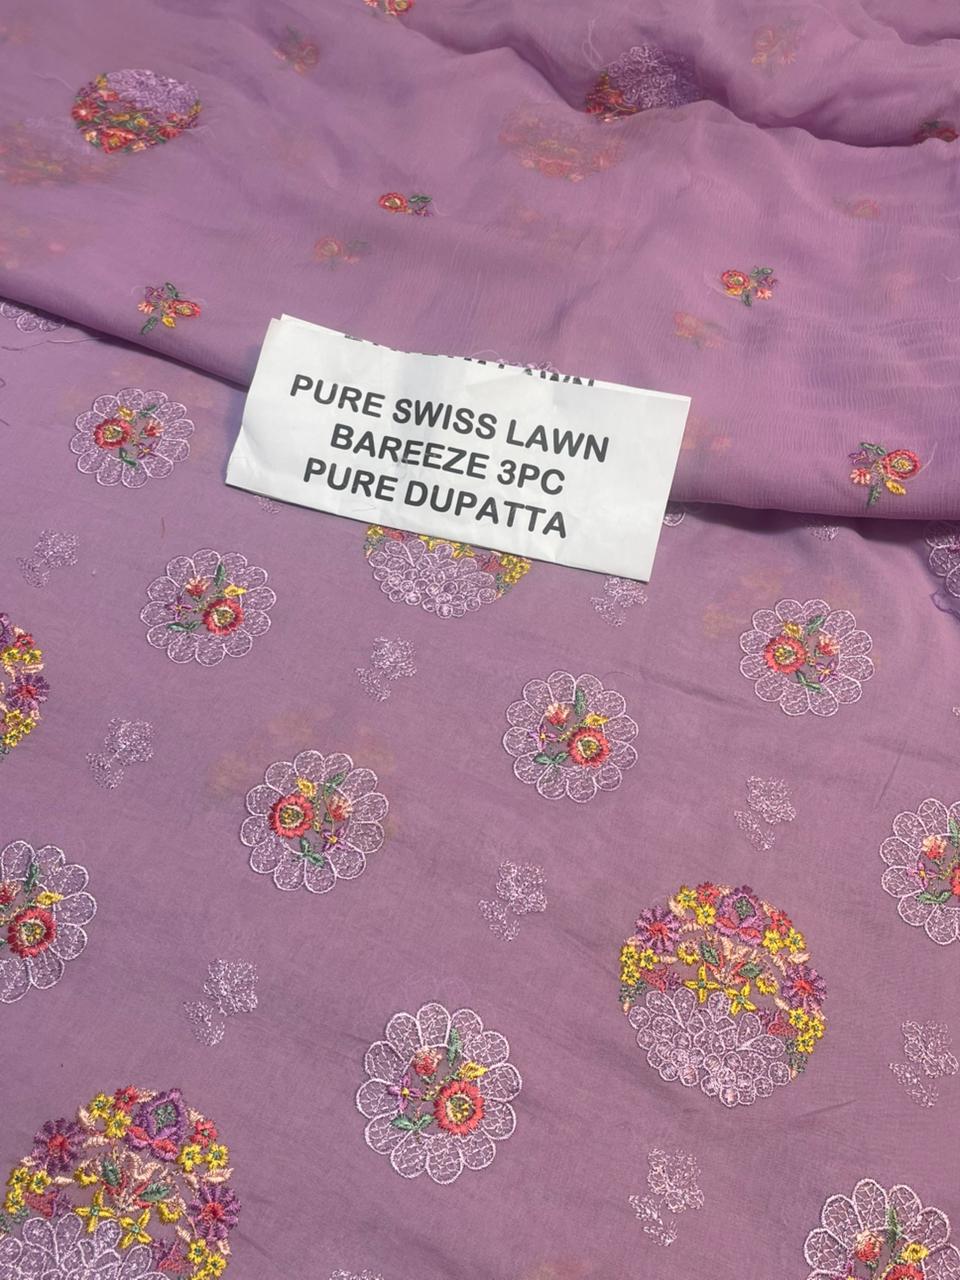 PURE SWISS LAWN
BAREEZE 3PC
PURE DUPATTA